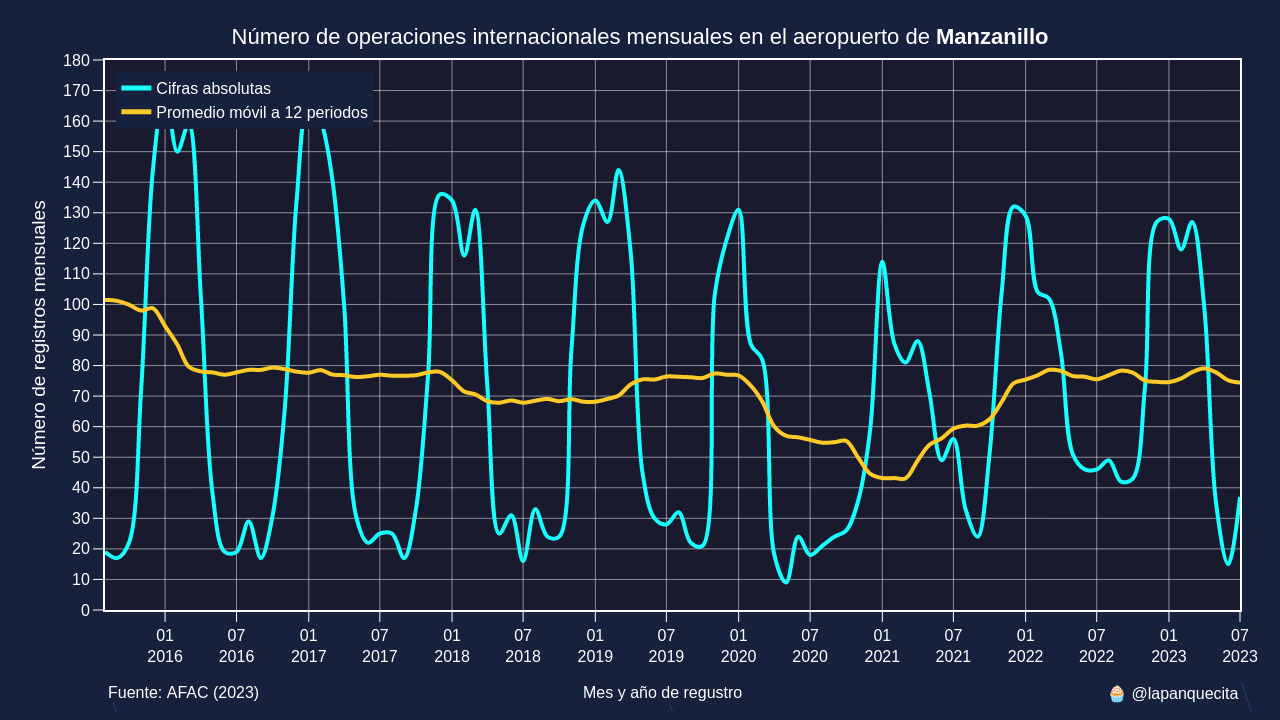 Número de operaciones internacionales mensuales en el aeropuerto de Manzanillo
Cifras absolutas
Promedio móvil a 12 periodos
Número de registros mensuales
180
170
160
150
140
130
120
110
100
90
80
70
60
50
40
30
20
10
0
01 07 01 07 01 07 01 07 01 07 01 07 01 07 01 07
2016 2016 2017 2017 2018 2018 2019 2019 2020 2020 2021 2021 2022 2022 2023 2023
Fuente: AFAC (2023)
Mes y año de regustro
🧁 @lapanquecita